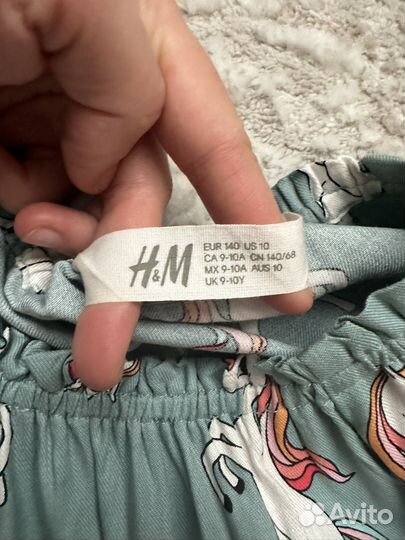 H&M
EUR 140 US 10
CA 9-10A CN 140/68
MX 9-10A AUS 10
UK 9-10Y
Avito